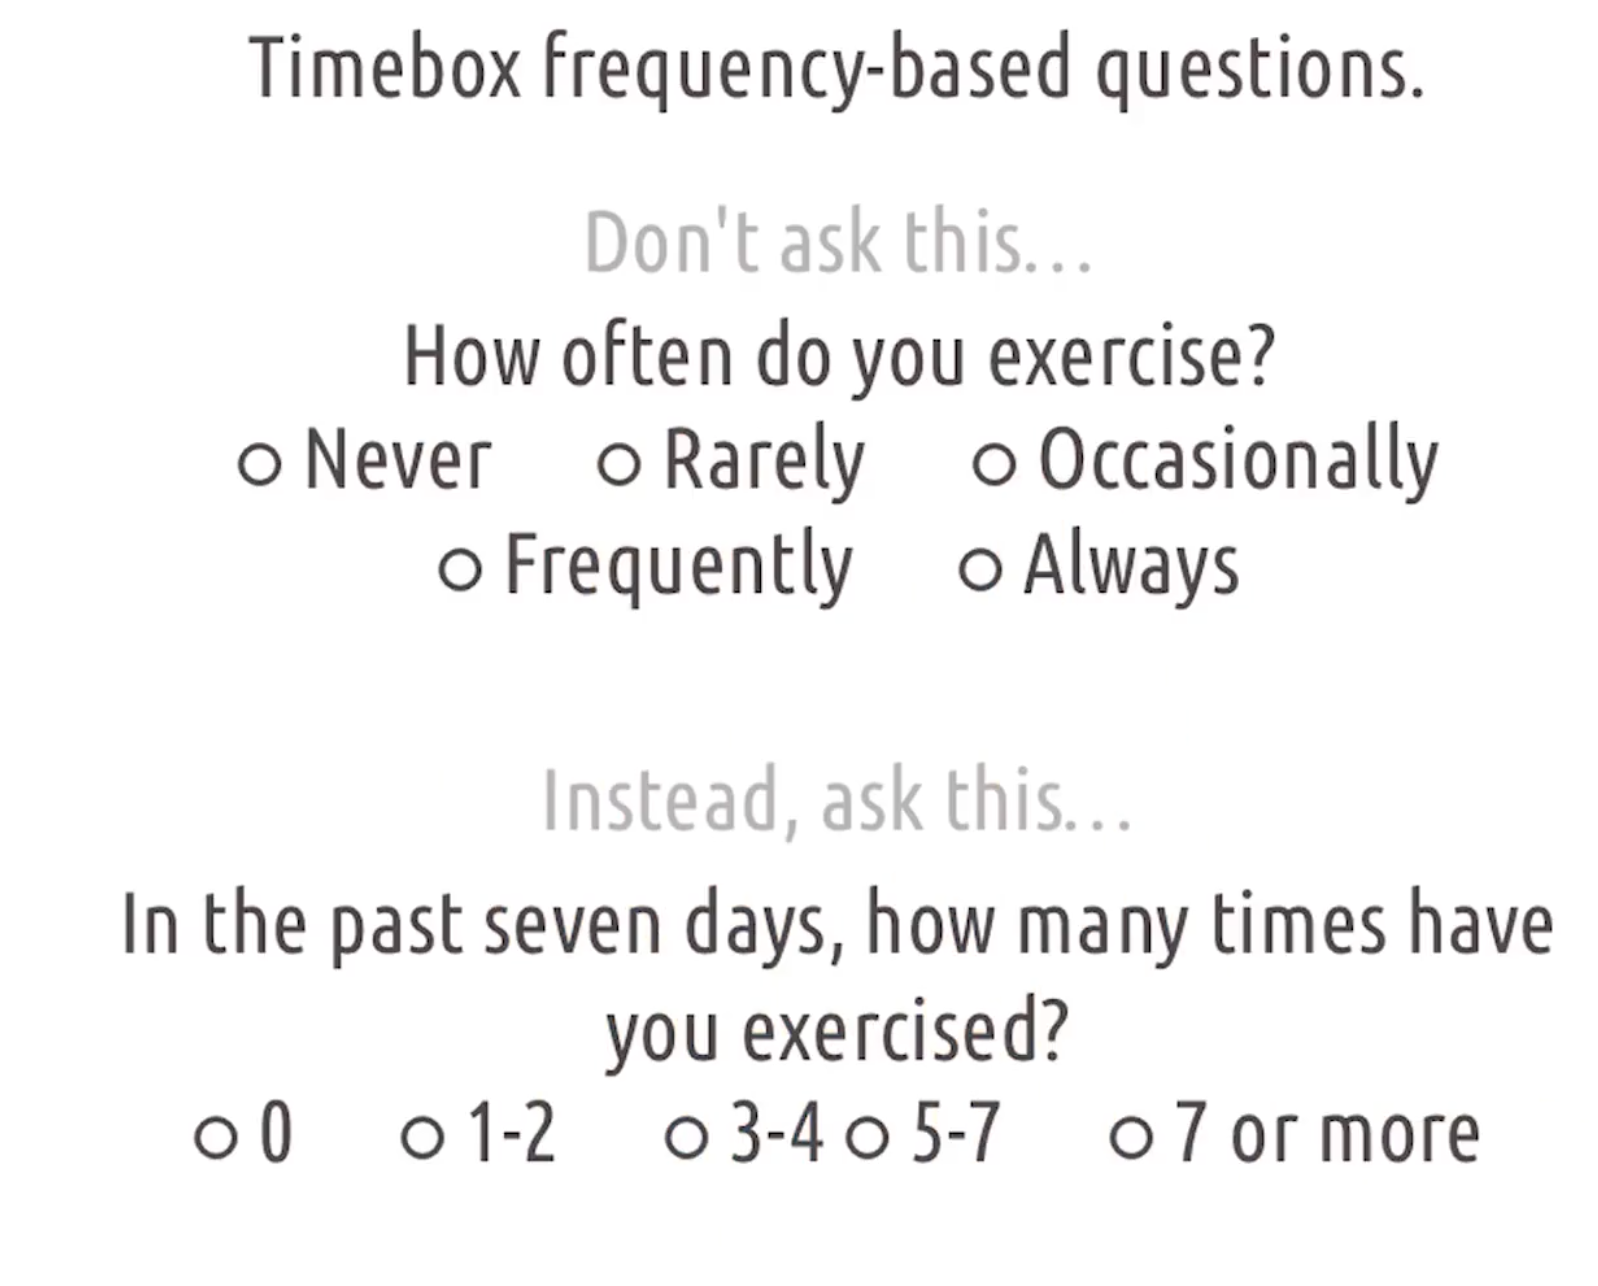 Timebox frequency-based questions.
Don't ask this...
How often do you exercise?
○ Never ○ Rarely ○ Occasionally
○ Frequently ○ Always
Instead, ask this...
In the past seven days, how many times have
you exercised?
○ 0 ○ 1-2 ○ 3-4 ○ 5-7 ○ 7 or more